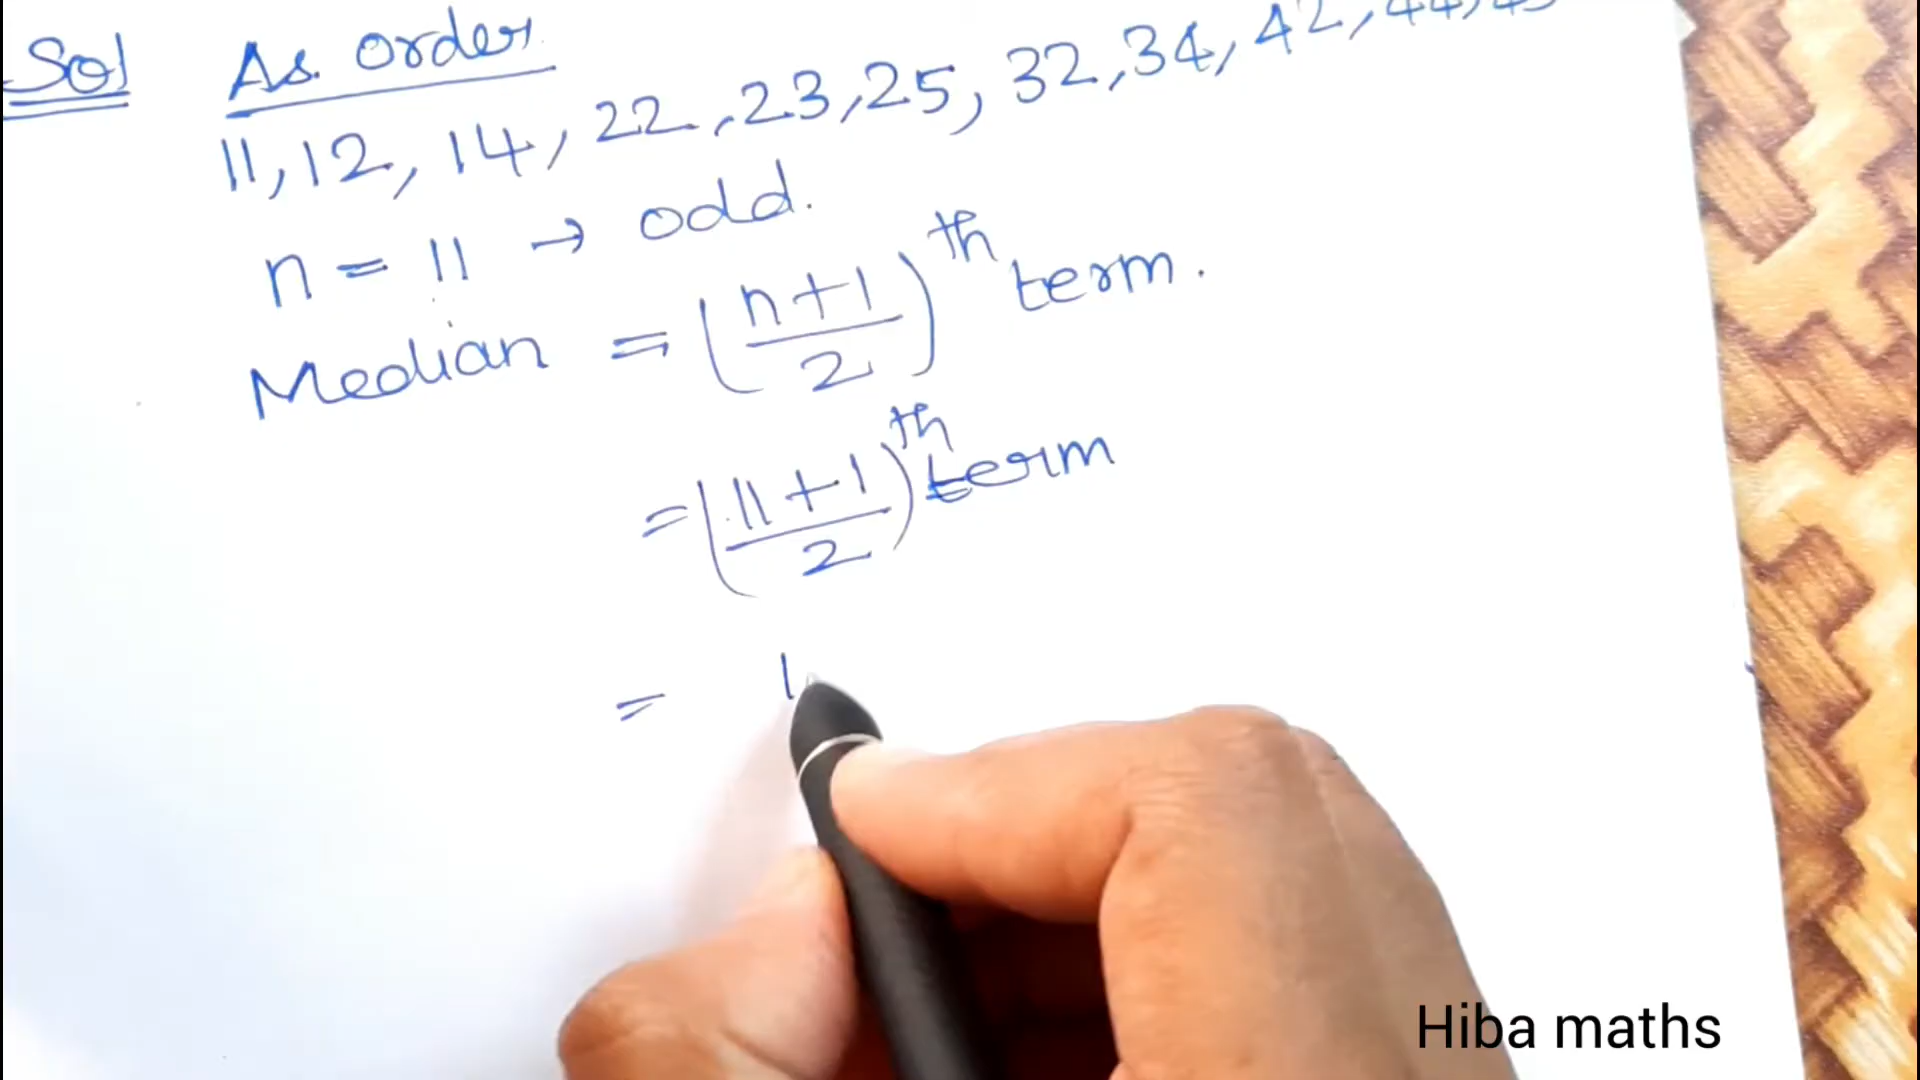 Sol As. order
11, 12, 14, 22, 23, 25, 32, 34, 42,
n = 11 → odd.
Median = (n+1/2)th term.
= (11+1/2)th term
= 1
Hiba maths